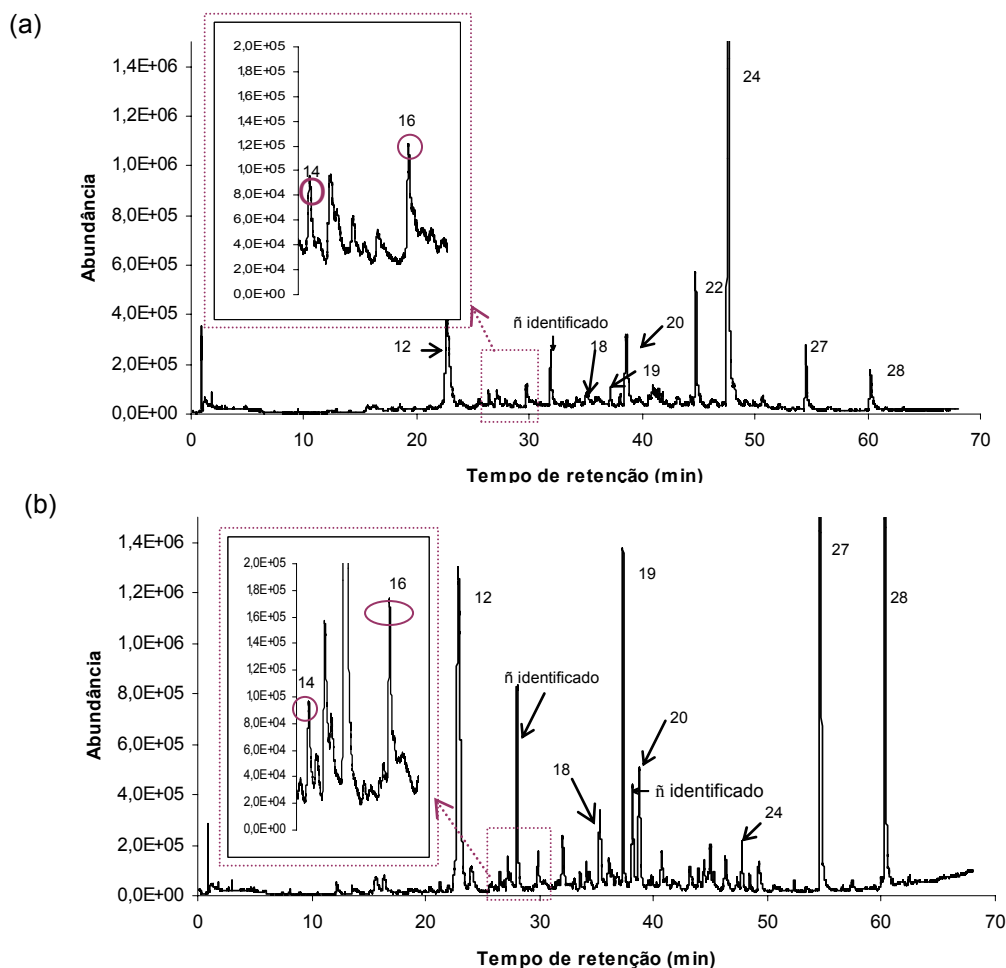 (a)
2,0E+05
1,8E+05
1,6E+05
1,4E+05
1,2E+05
1,0E+05
8,0E+04
6,0E+04
4,0E+04
2,0E+04
0,0E+00
14
16
1,4E+06
1,2E+06
1,0E+06
8,0E+05
6,0E+05
4,0E+05
2,0E+05
0,0E+00
Abundância
12
ñ identificado
18
19
20
22
24
27
28
0 10 20 30 40 50 60 70
Tempo de retenção (min)
(b)
2,0E+05
1,8E+05
1,6E+05
1,4E+05
1,2E+05
1,0E+05
8,0E+04
6,0E+04
4,0E+04
2,0E+04
0,0E+00
14
16
1,4E+06
1,2E+06
1,0E+06
8,0E+05
6,0E+05
4,0E+05
2,0E+05
0,0E+00
Abundância
12
ñ identificado
18
19
20
ñ identificado
24
27
28
0 10 20 30 40 50 60 70
Tempo de retenção (min)